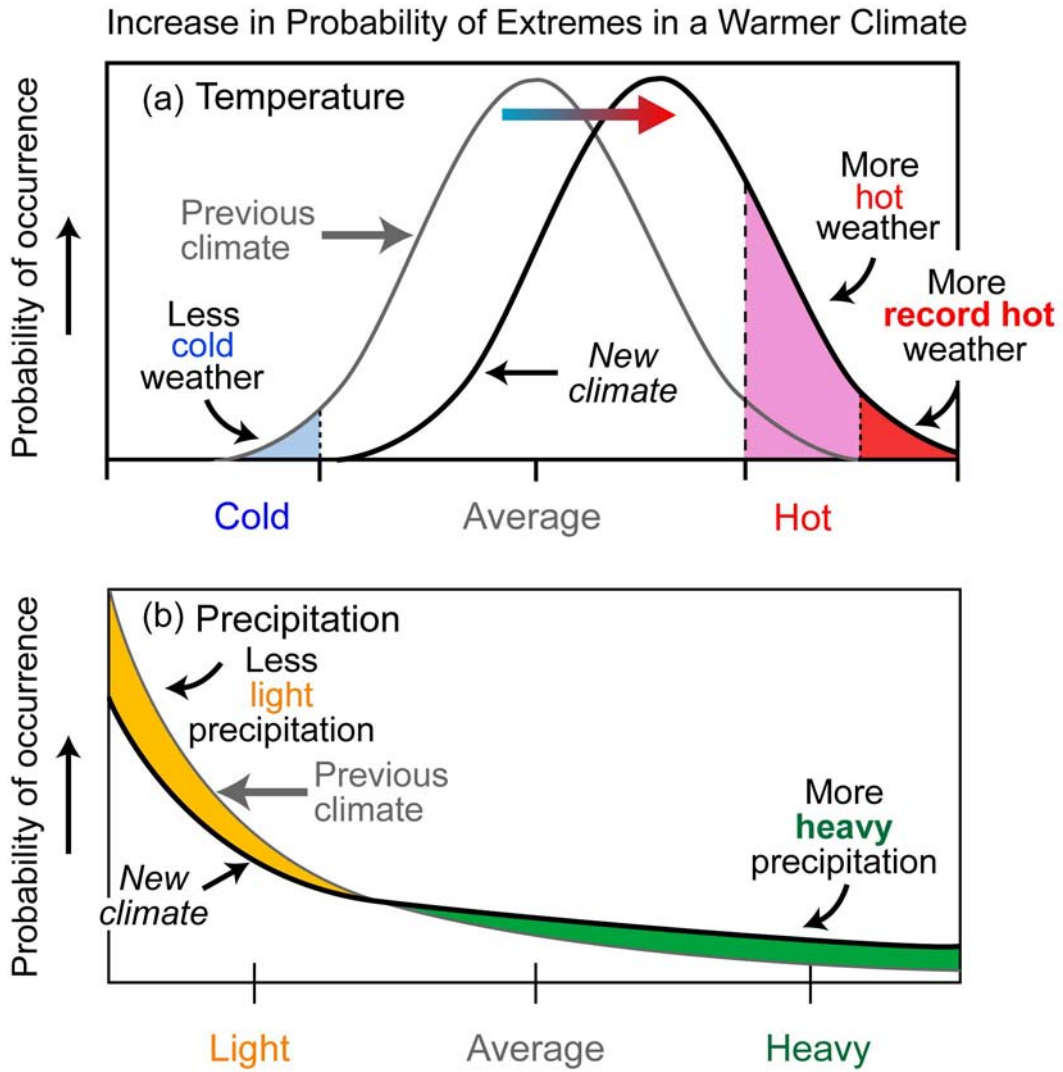 Increase in Probability of Extremes in a Warmer Climate
(a) Temperature
Probability of occurrence
Previous
climate
Less
cold
weather
New
climate
More
hot
weather
More
record hot
weather
Cold
Average
Hot
(b) Precipitation
Probability of occurrence
Less
light
precipitation
Previous
climate
New
climate
More
heavy
precipitation
Light
Average
Heavy